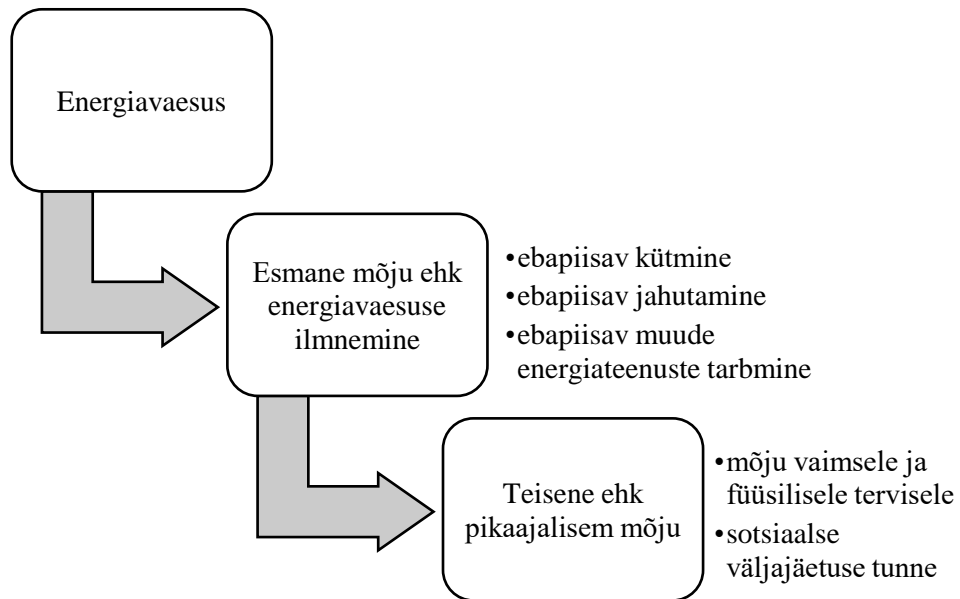 Energiavaesus
Esmane mõju ehk
energiavaesuse
ilmnemine
•ebapiisav kütmine
•ebapiisav jahutamine
•ebapiisav muude
energiateenuste tarbmine
Teisene ehk
pikaajalisem mõju
•mõju vaimsele ja
füüsilisele tervisele
•sotsiaalse
väljajäetuse tunne